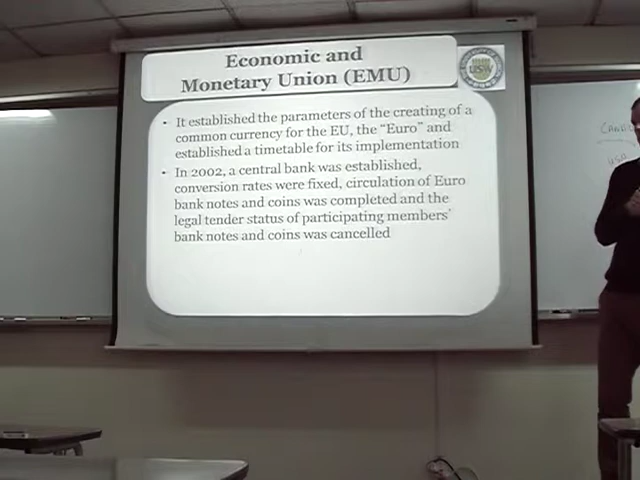 Economic and
Monetary Union (EMU)
USW
• It established the parameters of the creating of a
common currency for the EU, the "Euro" and
established a timetable for its implementation
• In 2002, a central bank was established,
conversion rates were fixed, circulation of Euro
bank notes and coins was completed and the
legal tender status of participating members'
bank notes and coins was cancelled
USA